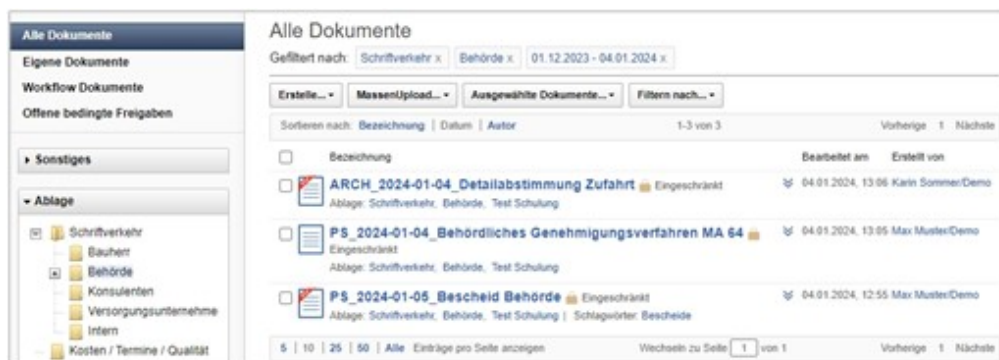 Alle Dokumente
Eigene Dokumente
Workflow Dokumente
Offene bedingte Freigaben
Sonstiges
Ablage
Schriftverkehr
Bauherr
Behörde
Konsulenten
Versorgungsunternehme
Intern
Kosten / Termine / Qualität
Alle Dokumente
Gefiltert nach: Schriftverkehr x Behörde x 01.12.2023 - 04.01.2024 x
Erstelle... MassenUpload... Ausgewählte Dokumente... Filtern nach...
Sortieren nach: Bezeichnung | Datum | Autor 1-3 von 3 Vorherige 1 Nächste
Bezeichnung Bearbeitet am Erstellt von
ARCH_2024-01-04_Detailabstimmung Zufahrt Eingeschränkt 04.01.2024, 13:06 Karin Sommer/Demo
Ablage: Schriftverkehr, Behörde, Test Schulung
PS_2024-01-04_Behördliches Genehmigungsverfahren MA 64 04.01.2024, 13:05 Max Muster/Demo
Eingeschränkt
Ablage: Schriftverkehr, Behörde, Test Schulung
PS_2024-01-05_Bescheid Behörde Eingeschränkt 04.01.2024, 12:55 Max Muster/Demo
Ablage: Schriftverkehr, Behörde, Test Schulung | Schlagwörter: Bescheide
5 | 10 | 25 | 50 | Alle Einträge pro Seite anzeigen Wechseln zu Seite 1 von 1 Vorherige 1 Nächste